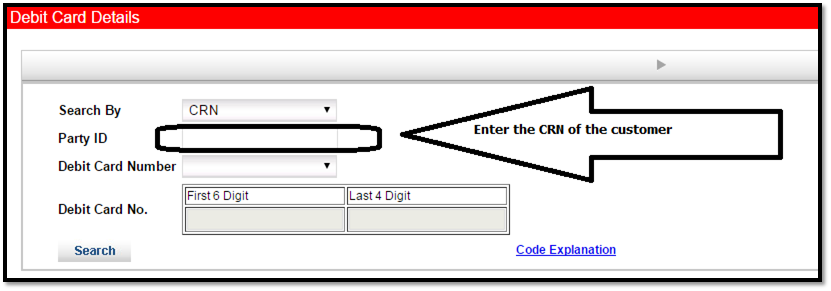 Debit Card Details
Search By CRN
Party ID
Enter the CRN of the customer
Debit Card Number
Debit Card No. First 6 Digit Last 4 Digit
Search Code Explanation